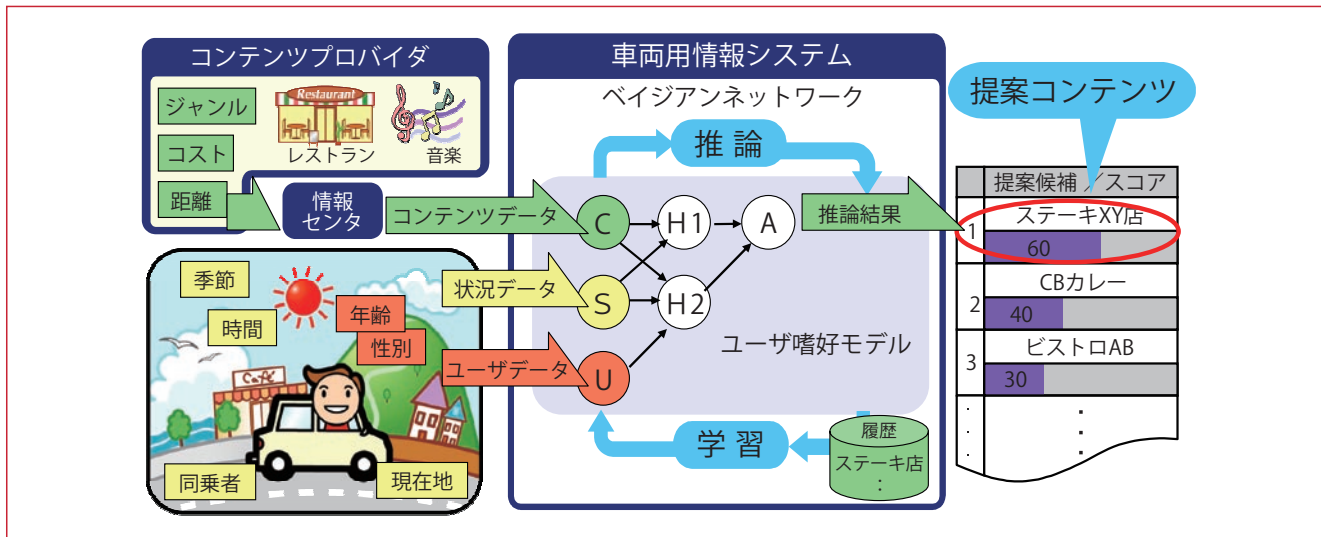 コンテンツプロバイダ
ジャンル
コスト
距離
Restaurant
レストラン
音楽
情報
センタ
季節
時間
年齢
性別
Café
同乗者
現在地
車両用情報システム
ベイジアンネットワーク
推 論
コンテンツデータ
状況データ
ユーザデータ
C
S
U
H1
H2
A
推論結果
ユーザ嗜好モデル
学 習
履歴
ステーキ店
:
提案コンテンツ
提案候補 /スコア
1
ステーキXY店
60
2
CBカレー
40
3
ビストロAB
30
:
: